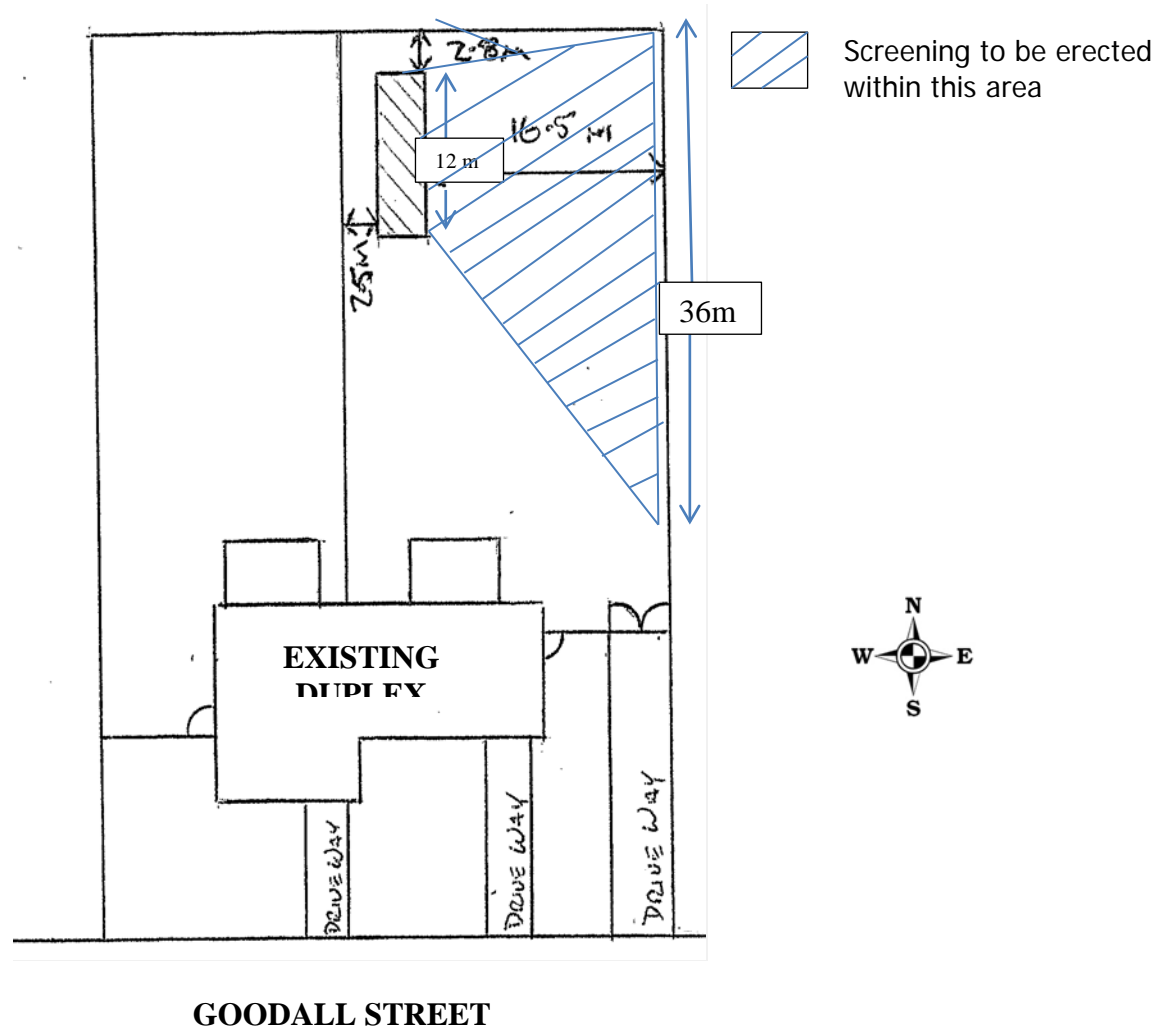 2.8m
Screening to be erected
within this area
16.5 m
12 m
2.5m
36m
N
W E
S
EXISTING
DUPLEX
DRIVE WAY
DRIVE WAY
DRIVE WAY
GOODALL STREET